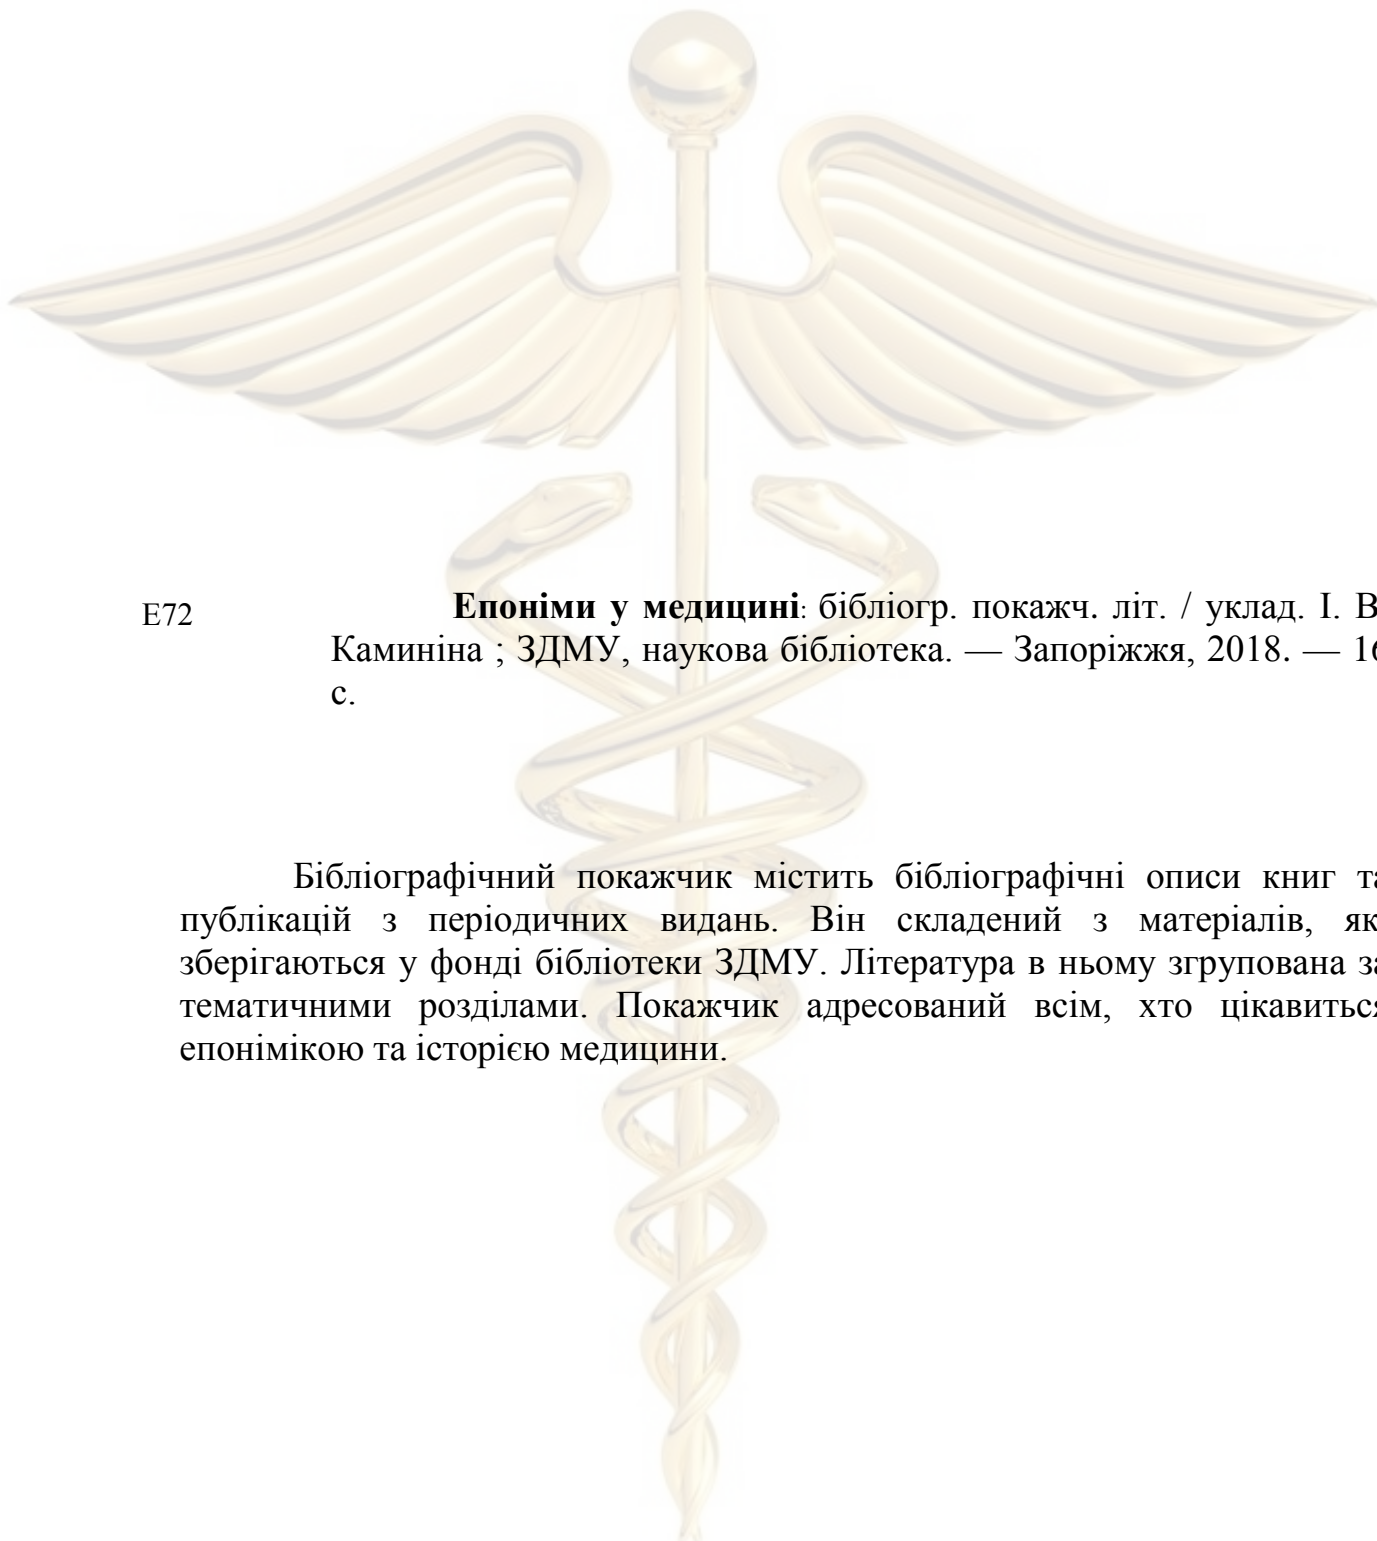 Е72
Епоніми у медицині: бібліогр. покажч. літ. / уклад. І. В
Каминіна ; ЗДМУ, наукова бібліотека. — Запоріжжя, 2018. — 16
с.
Бібліографічний покажчик містить бібліографічні описи книг та
публікацій з періодичних видань. Він складений з матеріалів, як
зберігаються у фонді бібліотеки ЗДМУ. Література в ньому згрупована за
тематичними розділами. Покажчик адресований всім, хто цікавиться
епонімікою та історією медицини.